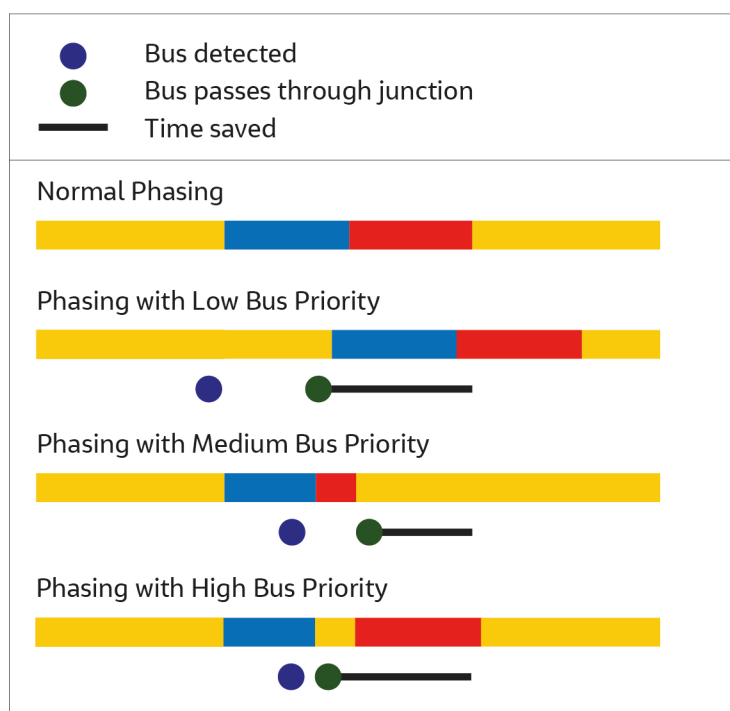 Bus detected
Bus passes through junction
Time saved
Normal Phasing
Phasing with Low Bus Priority
Phasing with Medium Bus Priority
Phasing with High Bus Priority